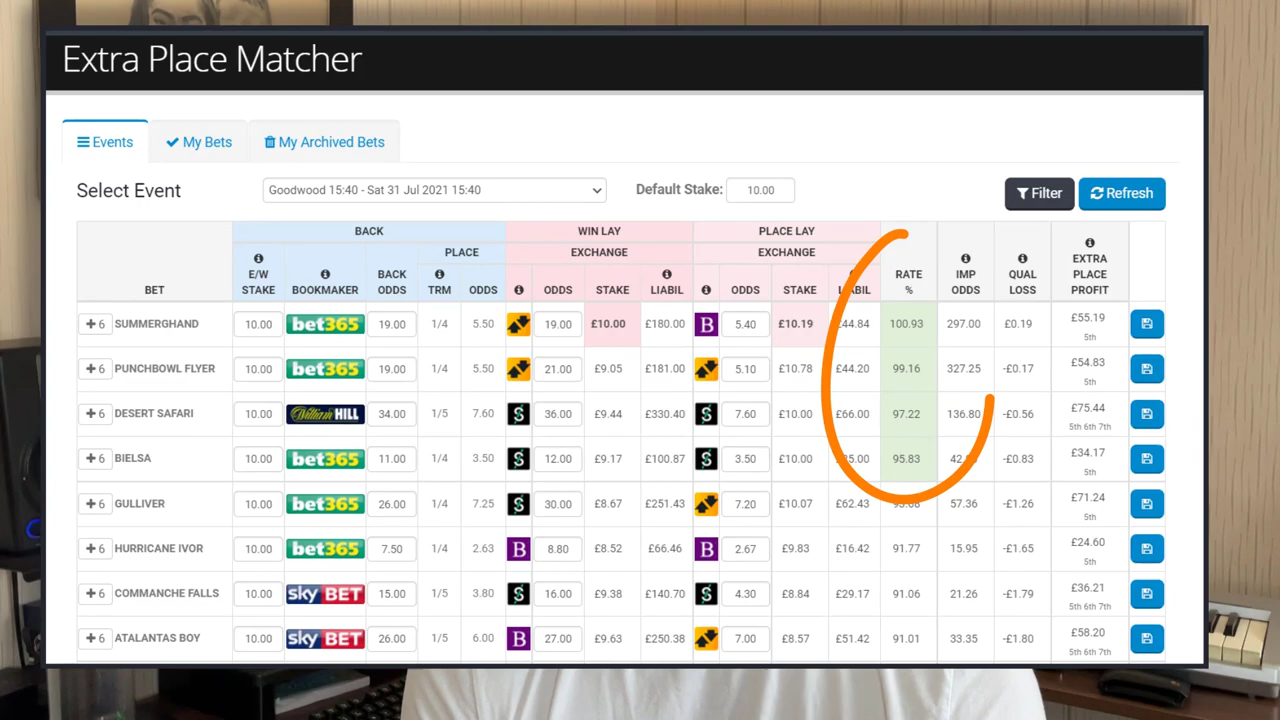 Extra Place Matcher
Events My Bets My Archived Bets
Select Event Goodwood 15:40 - Sat 31 Jul 2021 15:40 Default Stake: 10.00 Filter Refresh
BACK WIN LAY PLACE LAY
PLACE EXCHANGE EXCHANGE
BET E/W STAKE BOOKMAKER BACK ODDS TRM ODDS ODDS STAKE LIABIL ODDS STAKE LIABIL RATE % IMP ODDS QUAL LOSS EXTRA PLACE PROFIT
+ 6 SUMMERGHAND 10.00 bet365 19.00 1/4 5.50 19.00 £10.00 £180.00 B 5.40 £10.19 £44.84 100.93 297.00 £0.19 £55.19
5th
+ 6 PUNCHBOWL FLYER 10.00 bet365 19.00 1/4 5.50 21.00 £9.05 £181.00 5.10 £10.78 £44.20 99.16 327.25 -£0.17 £54.83
5th
+ 6 DESERT SAFARI 10.00 William HILL 34.00 1/5 7.60 S 36.00 £9.44 £330.40 S 7.60 £10.00 £66.00 97.22 136.80 -£0.56 £75.44
5th 6th 7th
+ 6 BIELSA 10.00 bet365 11.00 1/4 3.50 S 12.00 £9.17 £100.87 S 3.50 £10.00 95.83 -£0.83 £34.17
5th
+ 6 GULLIVER 10.00 bet365 26.00 1/4 7.25 S 30.00 £8.67 £251.43 7.20 £10.07 £62.43 57.36 -£1.26 £71.24
5th
+ 6 HURRICANE IVOR 10.00 bet365 7.50 1/4 2.63 B 8.80 £8.52 £66.46 B 2.67 £9.83 £16.42 91.77 15.95 -£1.65 £24.60
5th
+ 6 COMMANCHE FALLS 10.00 sky BET 15.00 1/5 3.80 S 16.00 £9.38 £140.70 S 4.30 £8.84 £29.17 91.06 21.26 -£1.79 £36.21
5th 6th 7th
+ 6 ATALANTAS BOY 10.00 sky BET 26.00 1/5 6.00 B 27.00 £9.63 £250.38 7.00 £8.57 £51.42 91.01 33.35 -£1.80 £58.20
5th 6th 7th